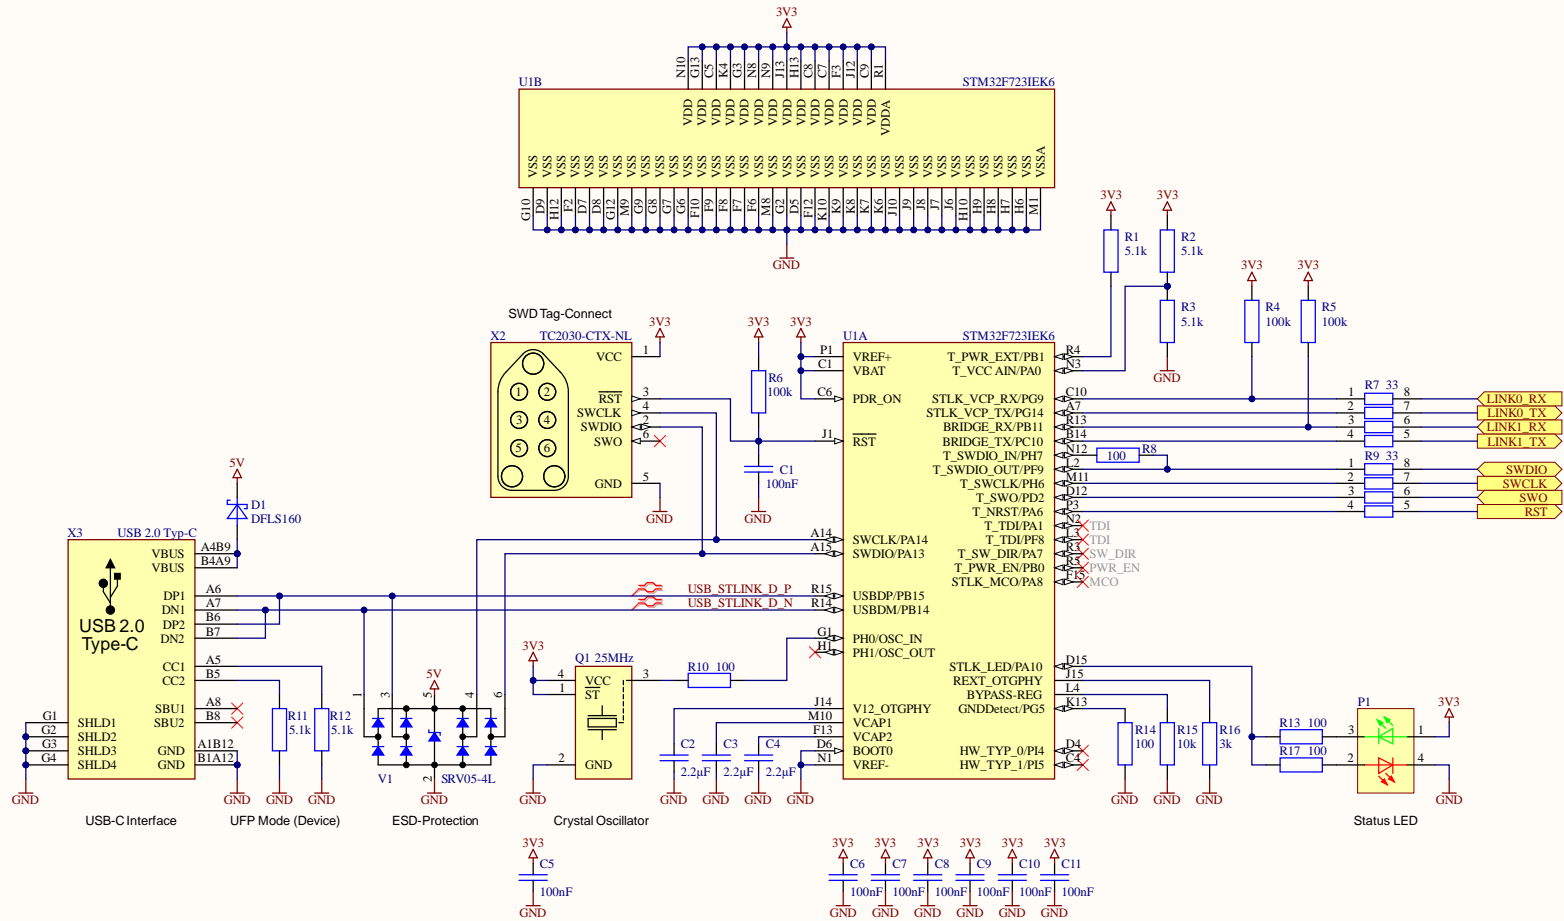 3V3
N10 G13 C5 K4 G3 N8 N9 J13 H13 C8 C7 F3 J12 C9 R1
U1B STM32F723IEK6
VDD VDD VDD VDD VDD VDD VDD VDD VDD VDD VDD VDD VDD VDD VDDA
VSS VSS VSS VSS VSS VSS VSS VSS VSS VSS VSS VSS VSS VSS VSS VSS VSS VSS VSS VSS VSS VSS VSS VSS VSS VSS VSS VSS VSS VSS VSS VSS VSS VSS VSS VSS VSSA
G10 D9 H12 F2 D7 D8 G12 M9 G9 G8 G7 G6 F10 F9 F8 F7 F6 M8 G2 D5 F12 K10 K9 K8 K7 K6 J10 J9 J8 J7 J6 H10 H9 H8 H7 H6 M1
GND
3V3 3V3
R1 5.1k
R2 5.1k
R3 5.1k
GND
3V3 3V3
R4 100k
R5 100k
SWD Tag-Connect
X2 TC2030-CTX-NL
1 2
3 4
5 6
VCC 1
RST 3
SWCLK 4
SWDIO 2
SWO 6
GND 5
3V3
GND
3V3
R6
100k
C1
100nF
GND
3V3
U1A STM32F723IEK6
P1 VREF+
C1 VBAT
C6 PDR_ON
J1 RST
A14 SWCLK/PA14
A15 SWDIO/PA13
R15 USBDP/PB15
R14 USBDM/PB14
G1 PH0/OSC_IN
H1 PH1/OSC_OUT
J14 V12_OTGPHY
M10 VCAP1
F13 VCAP2
D6 BOOT0
N1 VREF-
T_PWR_EXT/PB1 R4
T_VCC AIN/PA0 N3
STLK_VCP_RX/PG9 C10
STLK_VCP_TX/PG14 A7
BRIDGE_RX/PB11 R13
BRIDGE_TX/PC10 B14
T_SWDIO_IN/PH7 N12
T_SWDIO_OUT/PF9 L2
T_SWCLK/PH6 M11
T_SWO/PD2 D12
T_NRST/PA6 P3
T_TDI/PA1 N2 TDI
T_TDI/PF8 L3 TDI
T_SW_DIR/PA7 R3 SW_DIR
T_PWR_EN/PB0 R5 PWR_EN
STLK_MCO/PA8 F15 MCO
STLK_LED/PA10 D15
REXT_OTGPHY J15
BYPASS-REG L4
GNDDetect/PG5 K13
HW_TYP_0/PI4 D4
HW_TYP_1/PI5 C4
100 R8
R7 33
1 8 LINK0_RX
2 7 LINK0_TX
3 6 LINK1_RX
4 5 LINK1_TX
R9 33
1 8 SWDIO
2 7 SWCLK
3 6 SWO
4 5 RST
5V
D1
DFLS160
X3 USB 2.0 Typ-C
USB 2.0
Type-C
VBUS A4B9
VBUS B4A9
DP1 A6
DN1 A7
DP2 B6
DN2 B7
CC1 A5
CC2 B5
SBU1 A8
SBU2 B8
GND A1B12
GND B1A12
G1 SHLD1
G2 SHLD2
G3 SHLD3
G4 SHLD4
GND GND
USB-C Interface
R11
5.1k
R12
5.1k
GND GND
UFP Mode (Device)
USB_STLINK_D_P
USB_STLINK_D_N
5V
1 3 5 4 6
2
V1 SRV05-4L
GND
ESD-Protection
3V3
Q1 25MHz
4 VCC 3
1 ST
2 GND
GND
Crystal Oscillator
R10 100
C2
2.2µF
C3
2.2µF
C4
2.2µF
GND GND GND GND
R14
100
R15
10k
R16
3k
GND GND GND
R13 100
R17 100
P1
3 1
2 4
3V3
GND
Status LED
3V3 C5 100nF GND
3V3 C6 100nF GND
3V3 C7 100nF GND
3V3 C8 100nF GND
3V3 C9 100nF GND
3V3 C10 100nF GND
3V3 C11 100nF GND